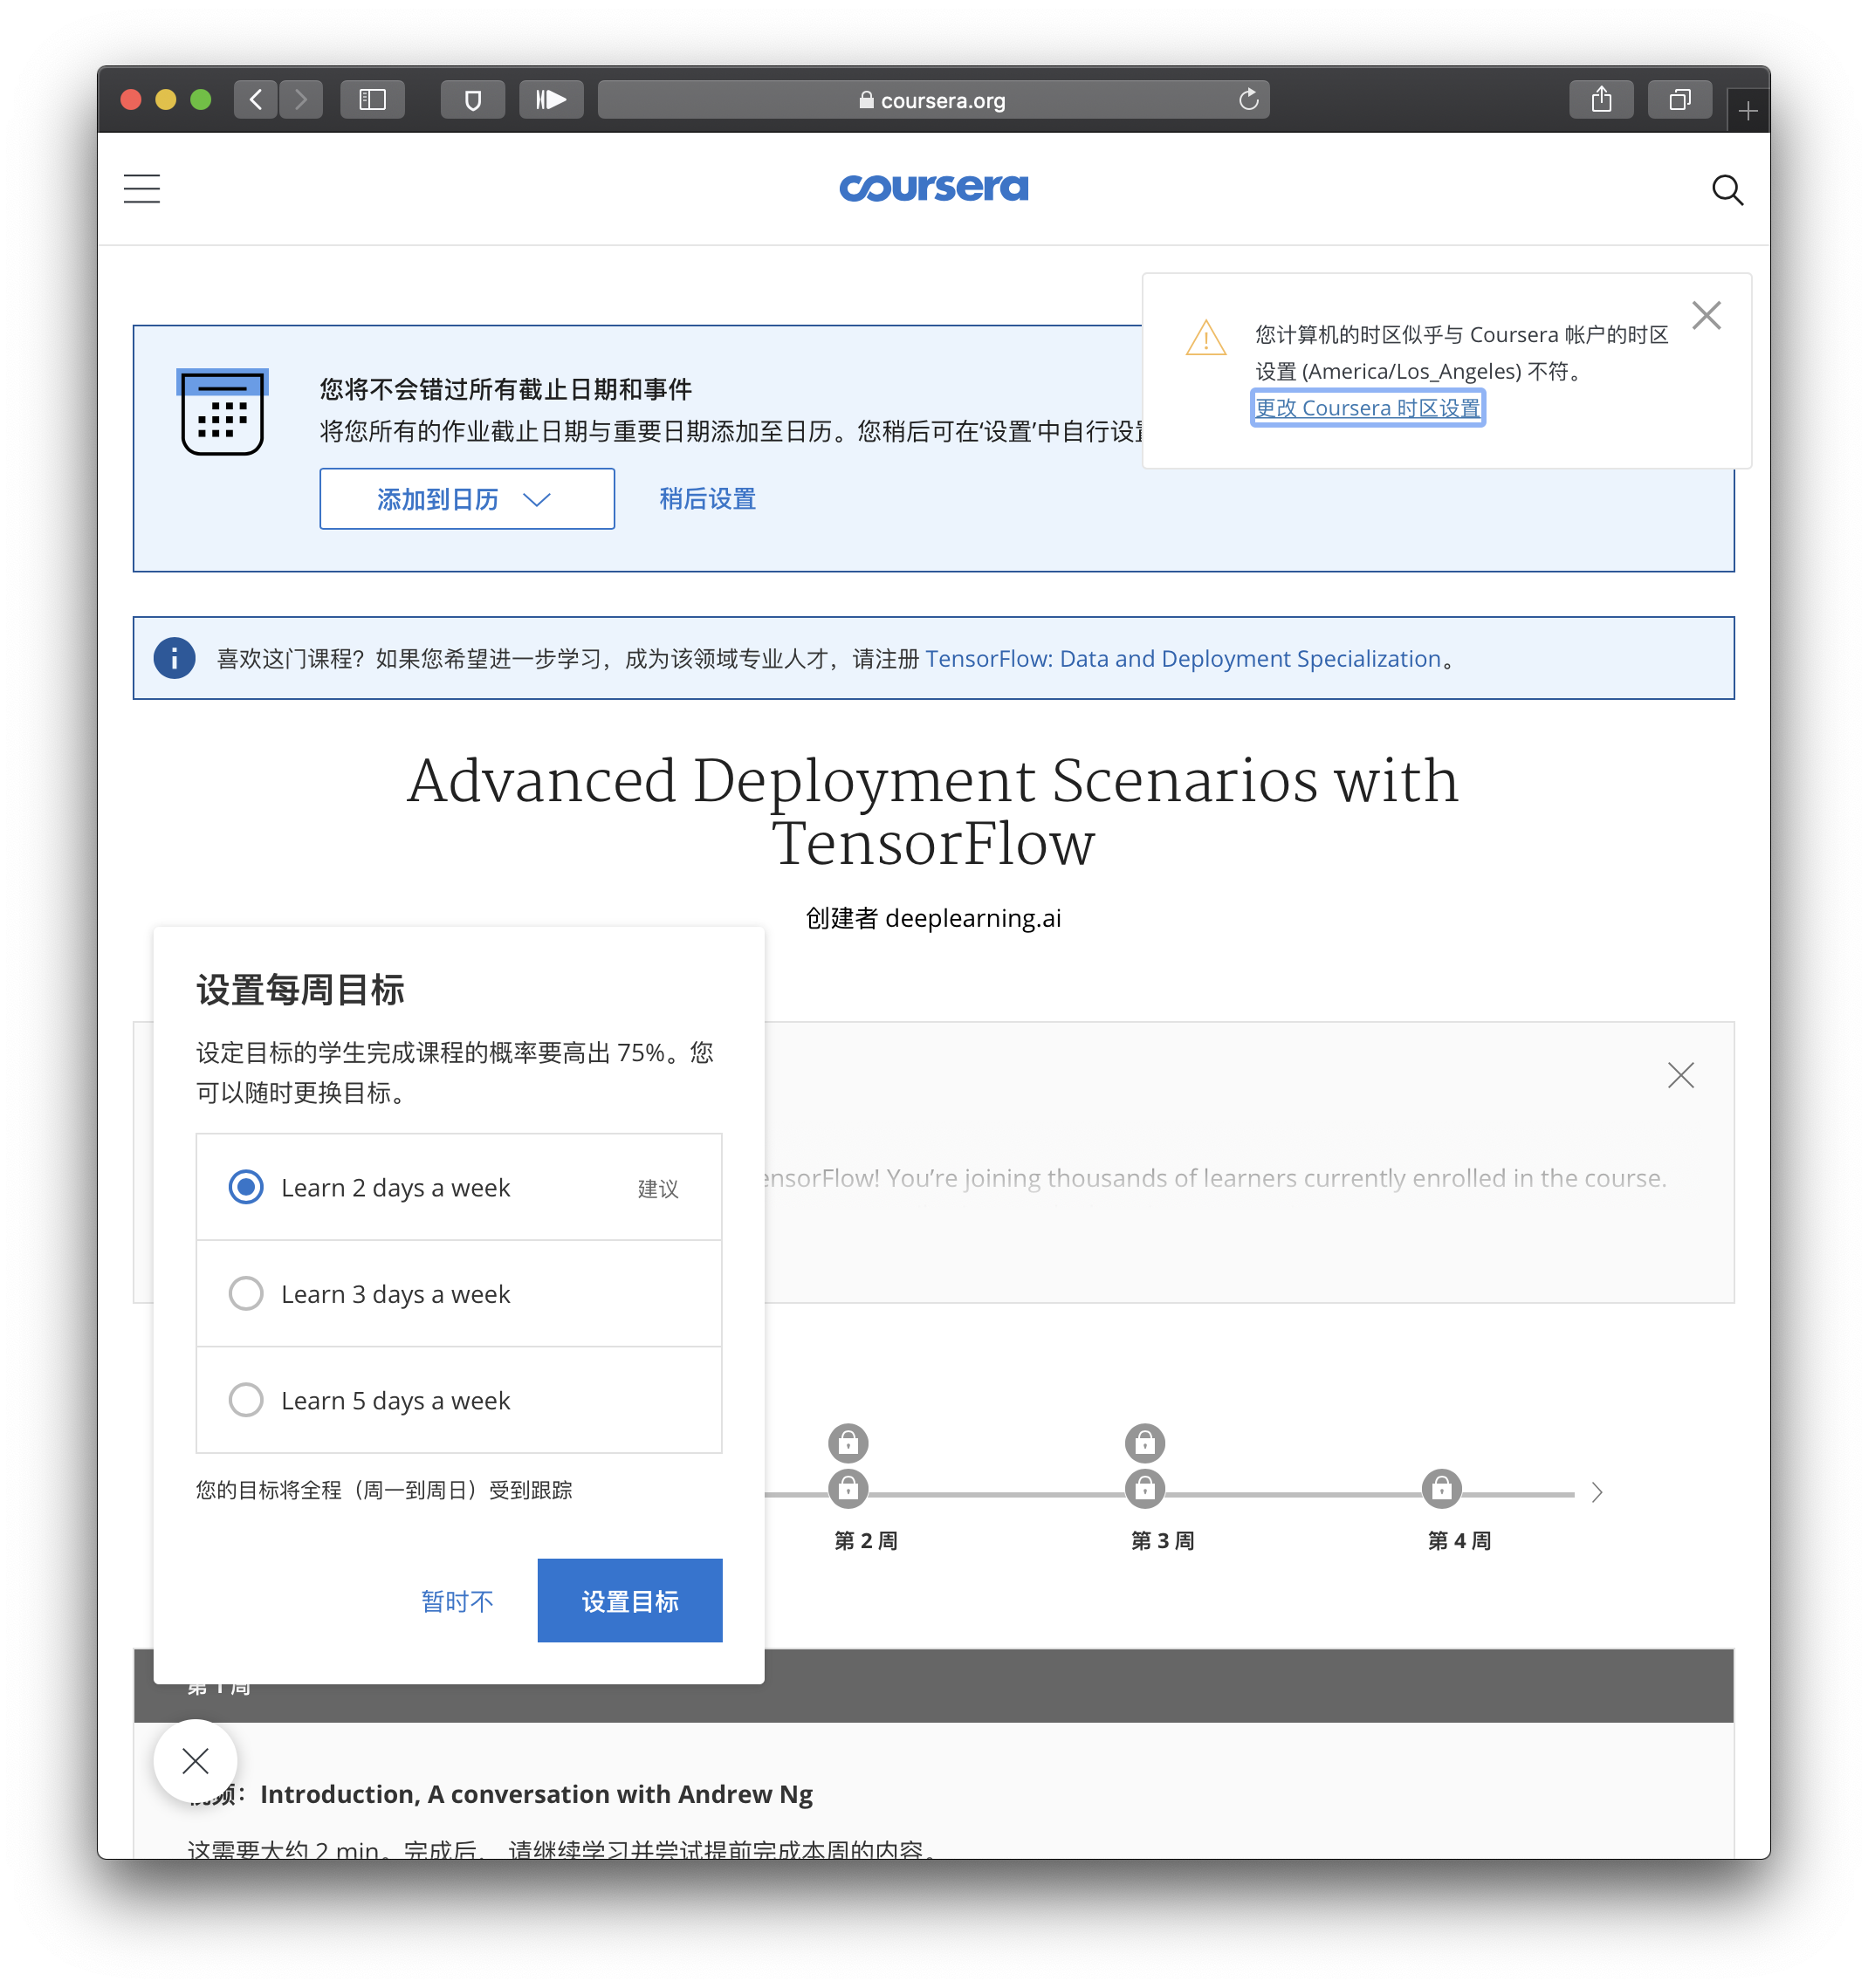 coursera.org
coursera
您计算机的时区似乎与 Coursera 帐户的时区
设置 (America/Los_Angeles) 不符。
更改 Coursera 时区设置
您将不会错过所有截止日期和事件
将您所有的作业截止日期与重要日期添加至日历。您稍后可在‘设置’中自行设
添加到日历
稍后设置
喜欢这门课程？如果您希望进一步学习，成为该领域专业人才，请注册 TensorFlow: Data and Deployment Specialization。
Advanced Deployment Scenarios with
TensorFlow
创建者 deeplearning.ai
设置每周目标
设定目标的学生完成课程的概率要高出 75%。您
可以随时更换目标。
Learn 2 days a week 建议
Learn 3 days a week
Learn 5 days a week
您的目标将全程（周一到周日）受到跟踪
暂时不
设置目标
ensorFlow! You’re joining thousands of learners currently enrolled in the course.
第 2 周
第 3 周
第 4 周
第 1 周
频：Introduction, A conversation with Andrew Ng
这需要大约 2 min。完成后， 请继续学习并尝试提前完成本周的内容。